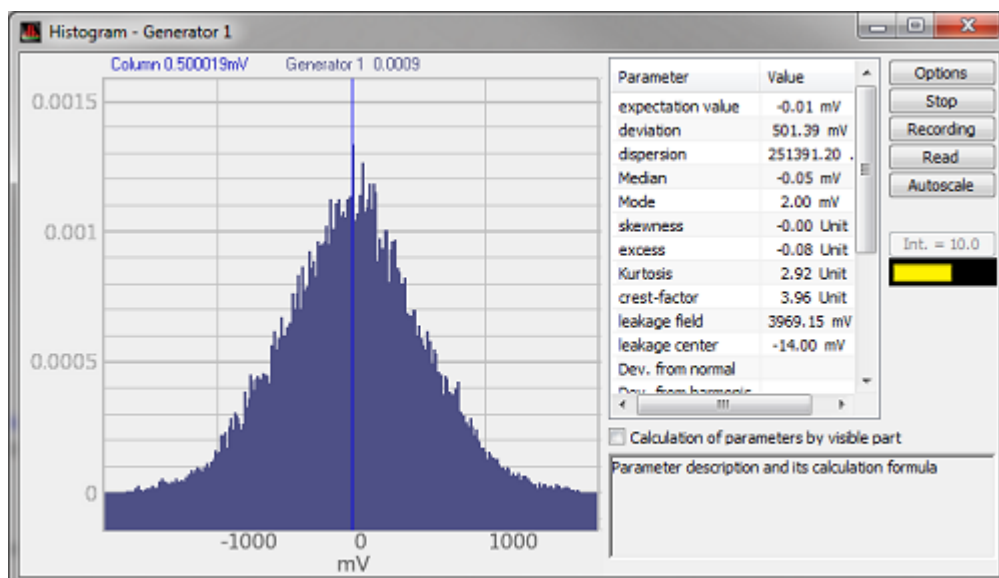 Histogram - Generator 1
Column 0.500019mV Generator 1 0.0009
0.0015
0.001
0.0005
0
-1000 0 1000
mV
Parameter Value
expectation value -0.01 mV
deviation 501.39 mV
dispersion 251391.20 .
Median -0.05 mV
Mode 2.00 mV
skewness -0.00 Unit
excess -0.08 Unit
Kurtosis 2.92 Unit
crest-factor 3.96 Unit
leakage field 3969.15 mV
leakage center -14.00 mV
Dev. from normal
Dev. from harmonic
Calculation of parameters by visible part
Parameter description and its calculation formula
Options
Stop
Recording
Read
Autoscale
Int. = 10.0